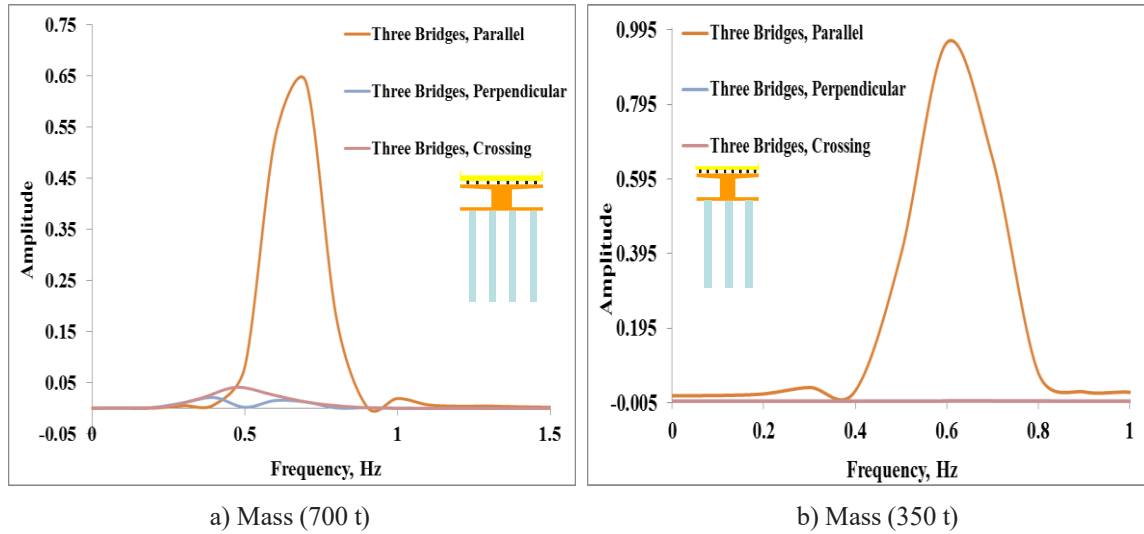 0.75
0.65
0.55
0.45
0.35
0.25
0.15
0.05
-0.05
Amplitude
0
0.5
1
1.5
Frequency, Hz
Three Bridges, Parallel
Three Bridges, Perpendicular
Three Bridges, Crossing
a) Mass (700 t)
0.995
0.795
0.595
0.395
0.195
-0.005
Amplitude
0
0.2
0.4
0.6
0.8
1
Frequency, Hz
Three Bridges, Parallel
Three Bridges, Perpendicular
Three Bridges, Crossing
b) Mass (350 t)